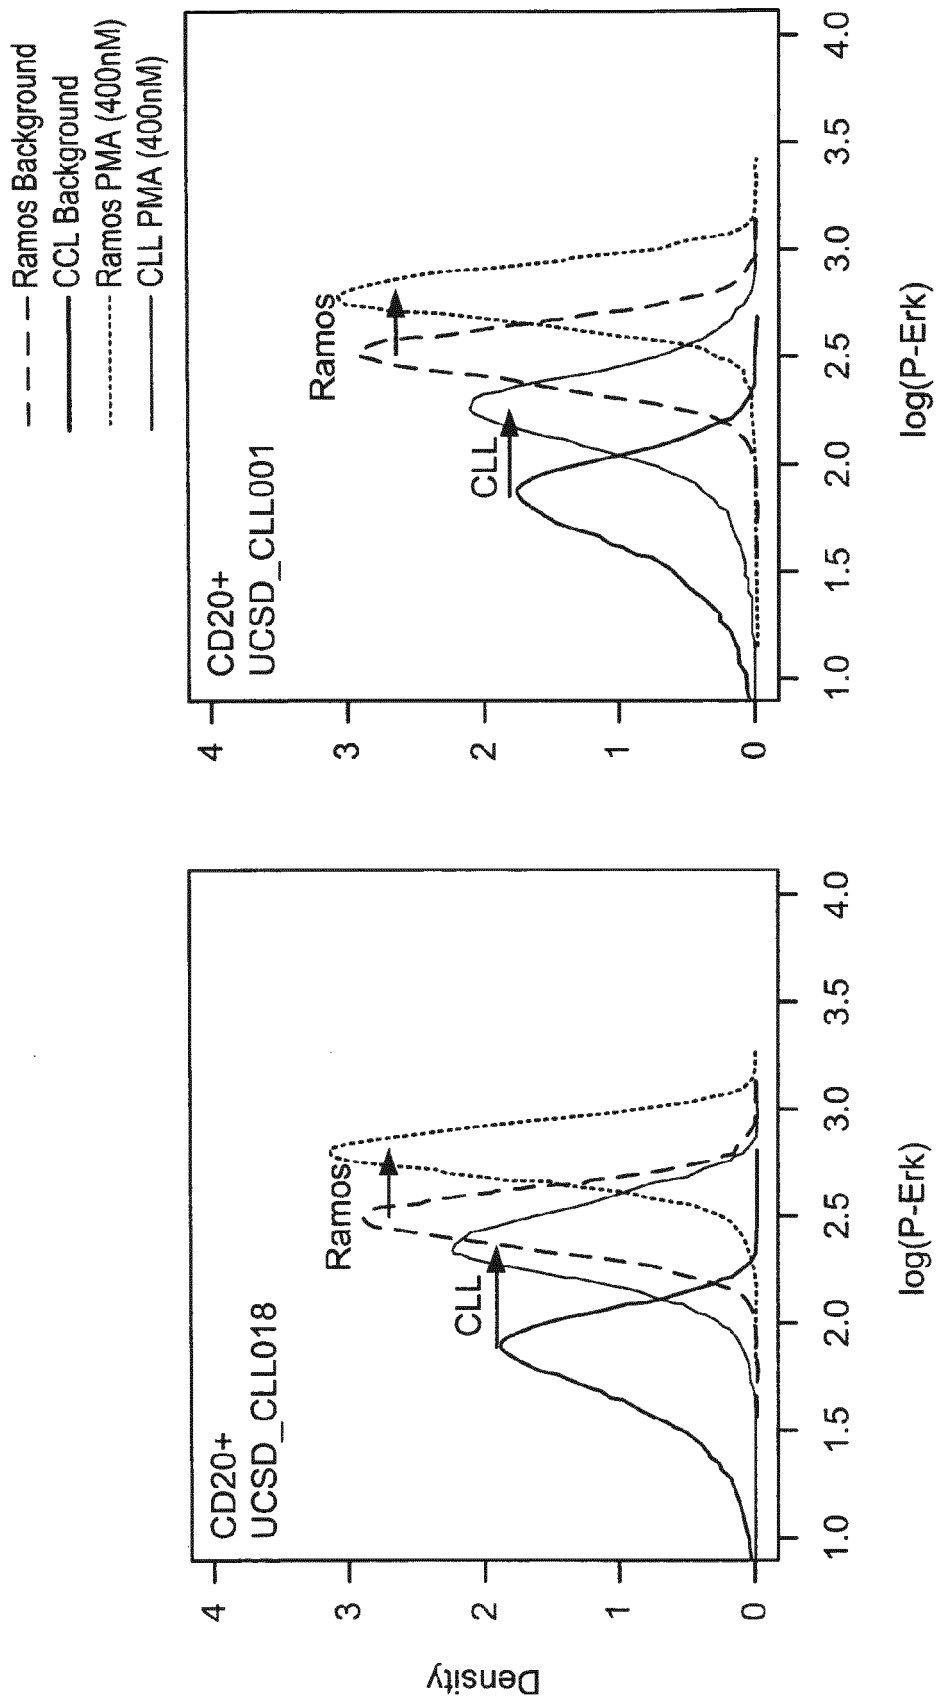 Ramos Background
CCL Background
Ramos PMA (400nM)
CLL PMA (400nM)
CD20+
UCSD_CLL018
Ramos
CLL
Density
4
3
2
1
0
1.0 1.5 2.0 2.5 3.0 3.5 4.0
log(P-Erk)
CD20+
UCSD_CLL001
Ramos
CLL
4
3
2
1
0
1.0 1.5 2.0 2.5 3.0 3.5 4.0
log(P-Erk)